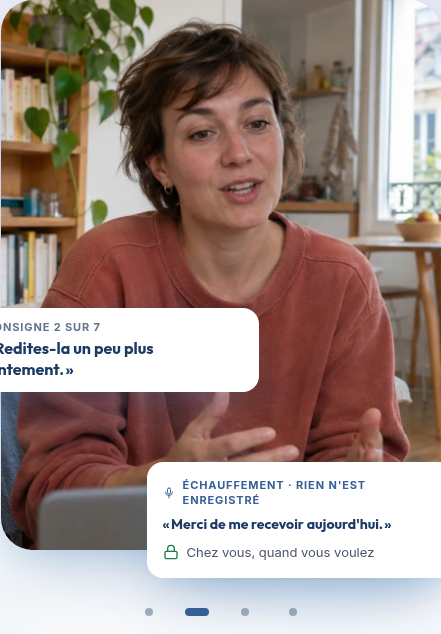 ONSIGNE 2 SUR 7
Redites-la un peu plus
ntement. »
ÉCHAUFFEMENT · RIEN N'EST
ENREGISTRÉ
« Merci de me recevoir aujourd'hui. »
Chez vous, quand vous voulez